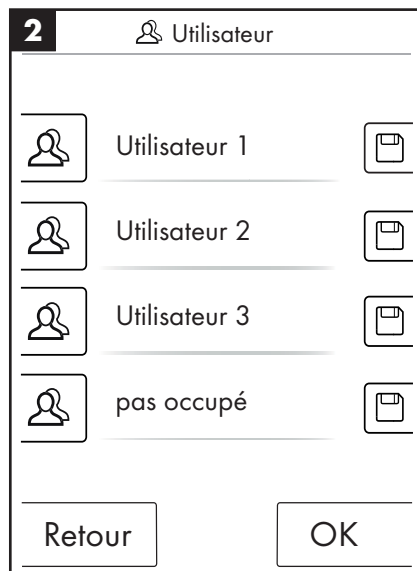 2
Utilisateur
Utilisateur 1
Utilisateur 2
Utilisateur 3
pas occupé
Retour OK